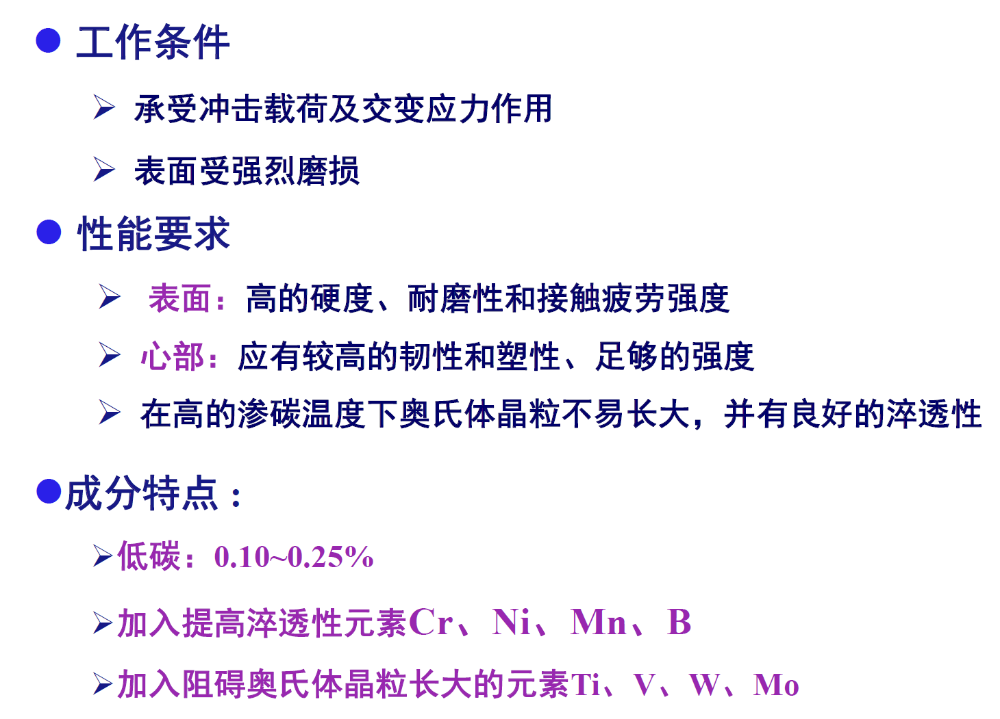 工作条件
承受冲击载荷及交变应力作用
表面受强烈磨损
性能要求
表面：高的硬度、耐磨性和接触疲劳强度
心部：应有较高的韧性和塑性、足够的强度
在高的渗碳温度下奥氏体晶粒不易长大，并有良好的淬透性
成分特点：
低碳：0.10~0.25%
加入提高淬透性元素Cr、Ni、Mn、B
加入阻碍奥氏体晶粒长大的元素Ti、V、W、Mo